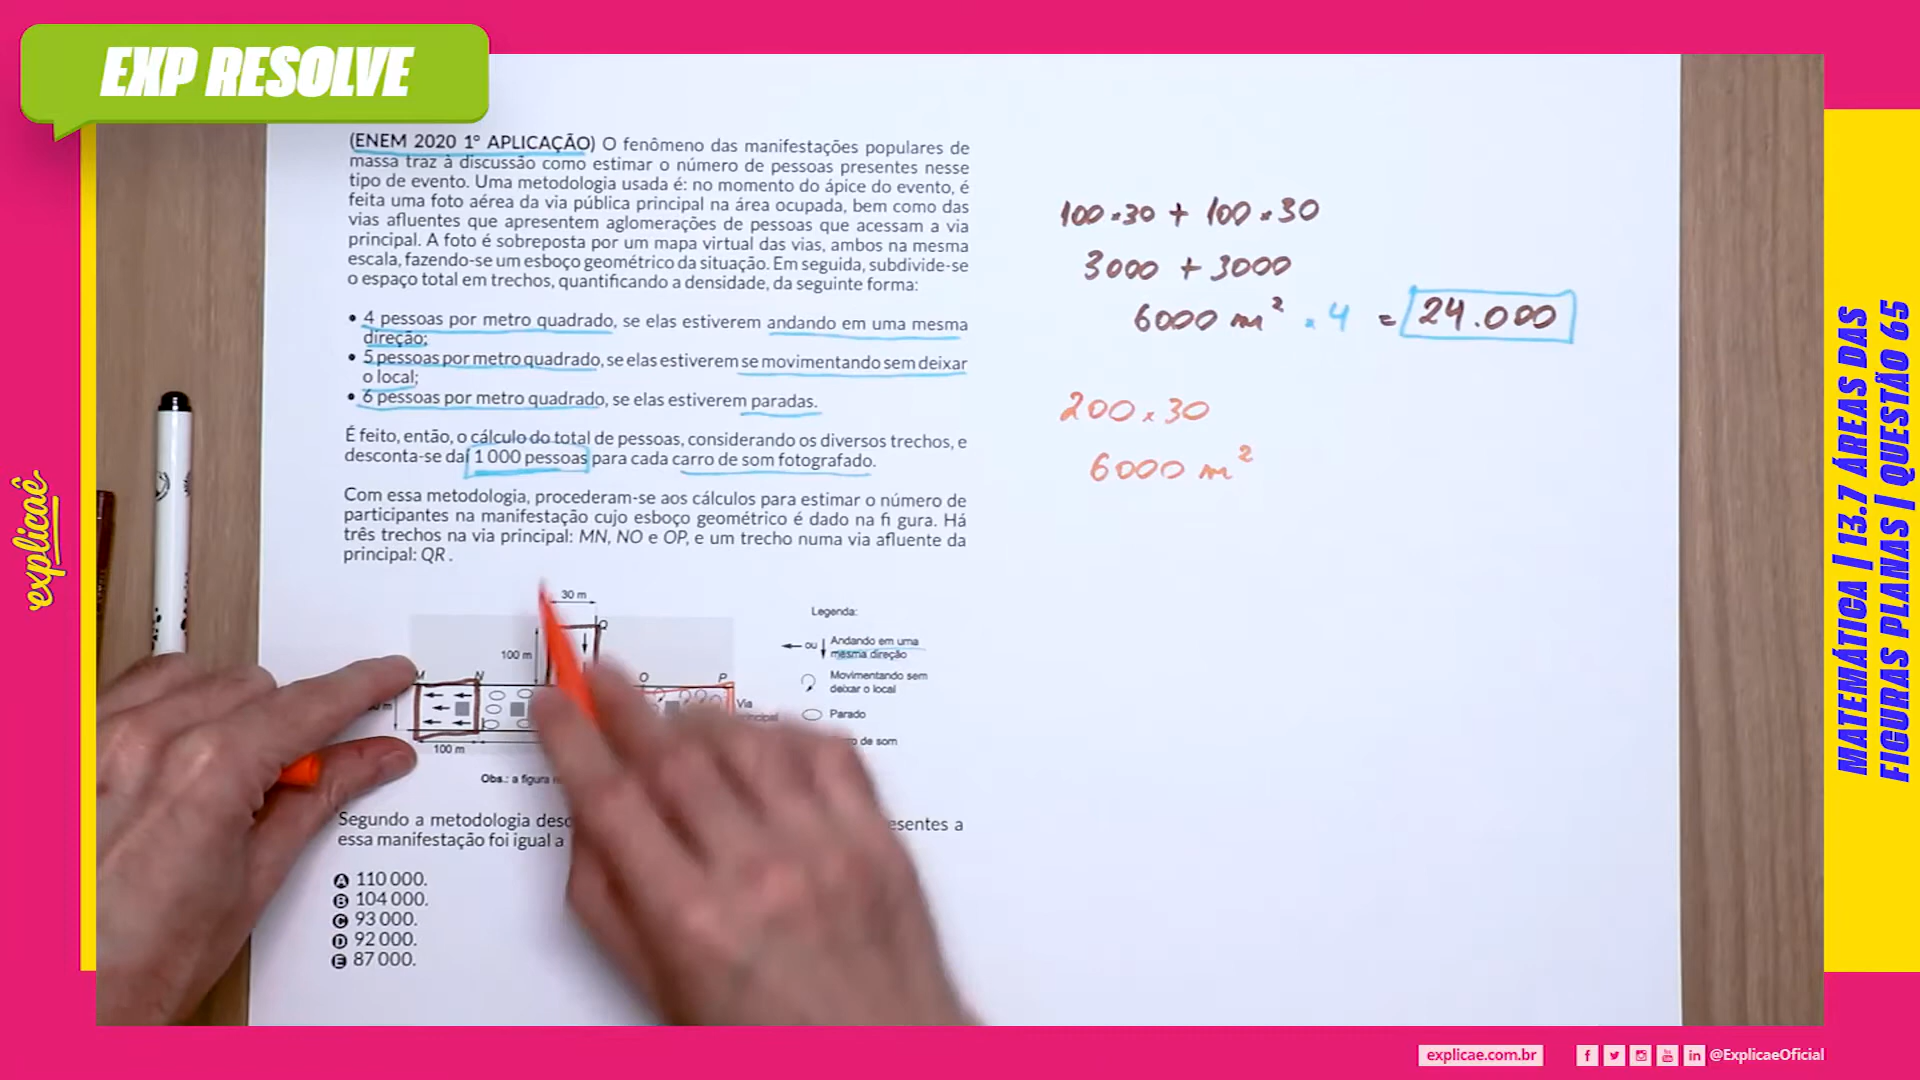 EXP RESOLVE
(ENEM 2020 1º APLICAÇÃO) O fenômeno das manifestações populares de
massa traz à discussão como estimar o número de pessoas presentes nesse
tipo de evento. Uma metodologia usada é: no momento do ápice do evento, é
feita uma foto aérea da via pública principal na área ocupada, bem como das
vias afluentes que apresentem aglomerações de pessoas que acessam a via
principal. A foto é sobreposta por um mapa virtual das vias, ambos na mesma
escala, fazendo-se um esboço geométrico da situação. Em seguida, subdivide-se
o espaço total em trechos, quantificando a densidade, da seguinte forma:
• 4 pessoas por metro quadrado, se elas estiverem andando em uma mesma
direção;
• 5 pessoas por metro quadrado, se elas estiverem se movimentando sem deixar
o local;
• 6 pessoas por metro quadrado, se elas estiverem paradas.
É feito, então, o cálculo do total de pessoas, considerando os diversos trechos, e
desconta-se daí 1 000 pessoas para cada carro de som fotografado.
Com essa metodologia, procederam-se aos cálculos para estimar o número de
participantes na manifestação cujo esboço geométrico é dado na fi gura. Há
três trechos na via principal: MN, NO e OP, e um trecho numa via afluente da
principal: QR .
30 m
Q
100 m
M N O P
Via
100 m
Legenda:
← ou ↓ Andando em uma
mesma direção
Movimentando sem
deixar o local
Parado
de som
Obs.: a figura
Segundo a metodologia
essa manifestação foi igual a
A 110 000.
B 104 000.
C 93 000.
D 92 000.
E 87 000.
100 × 30 + 100 × 30
3000 + 3000
6000 m² × 4 = 24.000
200 × 30
6000 m²
explicaê
MATEMÁTICA | 13.7 ÁREAS DAS
FIGURAS PLANAS | QUESTÃO 65
explicae.com.br
@ExplicaeOficial